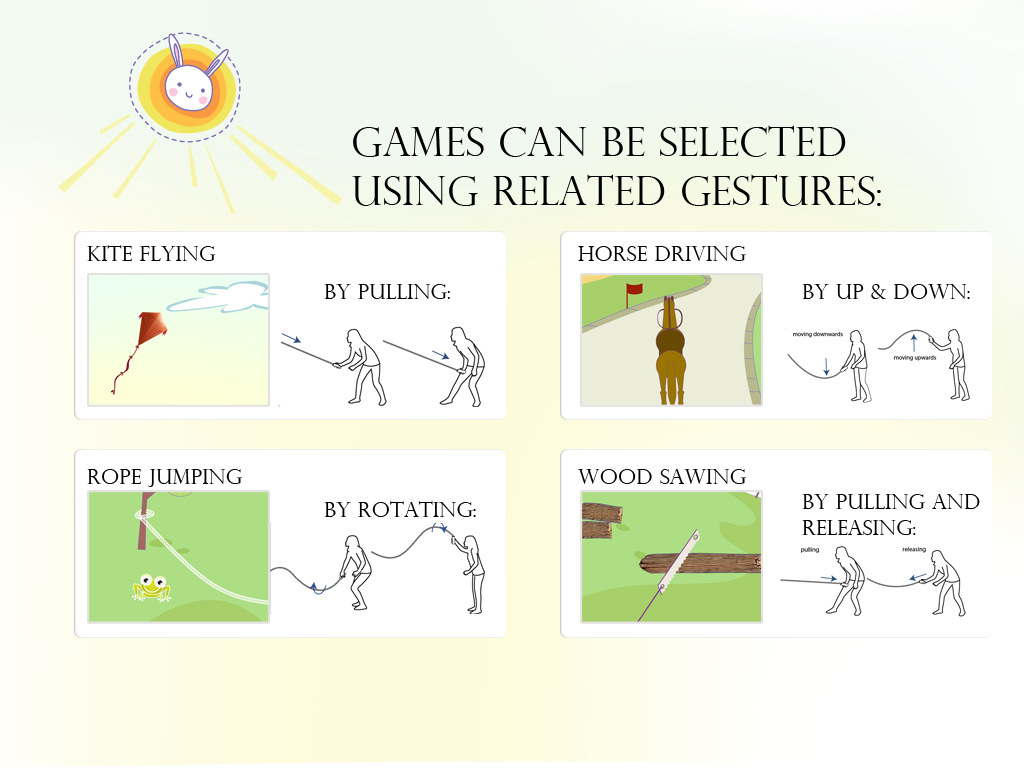 GAMES CAN BE SELECTED
USING RELATED GESTURES:
KITE FLYING
BY PULLING:
HORSE DRIVING
BY UP & DOWN:
moving downwards
moving upwards
ROPE JUMPING
BY ROTATING:
WOOD SAWING
BY PULLING AND
RELEASING:
pulling
releasing